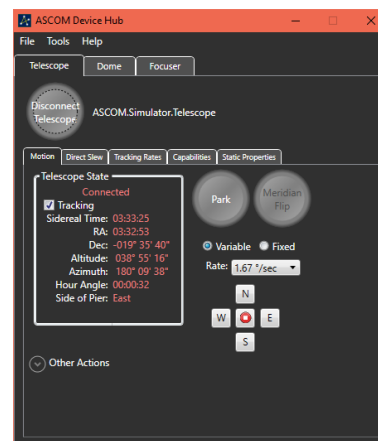 ASCOM Device Hub
File Tools Help
Telescope Dome Focuser
Disconnect
Telescope
ASCOM.Simulator.Telescope
Motion Direct Slew Tracking Rates Capabilities Static Properties
Telescope State
Connected
Tracking
Sidereal Time: 03:33:25
RA: 03:32:53
Dec: -019° 35' 40"
Altitude: 038° 55' 16"
Azimuth: 180° 09' 38"
Hour Angle: 00:00:32
Side of Pier: East
Park
Meridian
Flip
Variable Fixed
Rate: 1.67 °/sec
N
W E
S
Other Actions